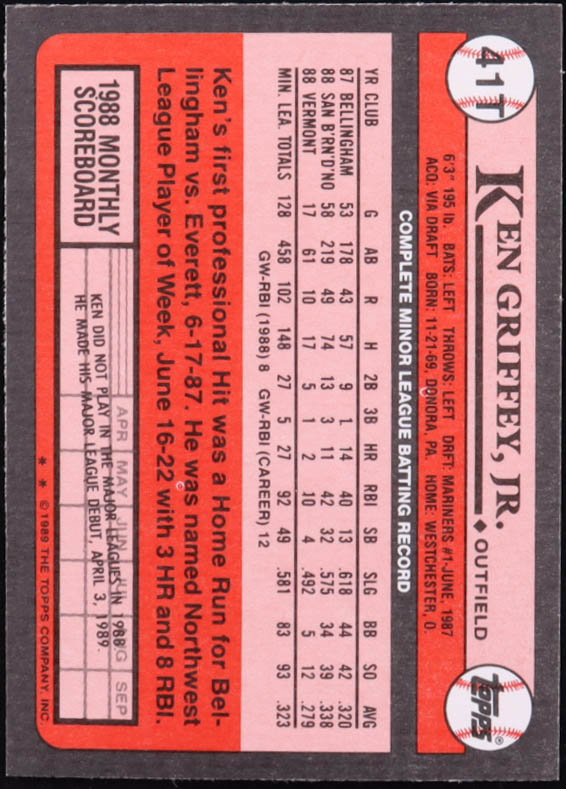 41T
KEN GRIFFEY, JR. ♦ OUTFIELD
TOPPS®
6'3" 195 lb. BATS: LEFT THROWS: LEFT DRFT: MARINERS #1-JUNE, 1987
ACQ: VIA DRAFT BORN: 11-21-69, DONORA, PA. HOME: WESTCHESTER, O.
COMPLETE MINOR LEAGUE BATTING RECORD
YR CLUB G AB R H 2B 3B HR RBI SB SLG BB SO AVG
87 BELLINGHAM 53 178 43 57 9 1 14 40 13 .618 44 42 .320
88 SAN B'RN'D'NO 58 219 49 74 13 3 11 42 32 .575 34 39 .338
88 VERMONT 17 61 10 17 5 1 2 10 4 .492 5 12 .279
MIN. LEA. TOTALS 128 458 102 148 27 5 27 92 49 .581 83 93 .323
GW-RBI (1988) 8 GW-RBI (CAREER) 12
Ken's first professional Hit was a Home Run for Bel-
lingham vs. Everett, 6-17-87. He was named Northwest
League Player of Week, June 16-22 with 3 HR and 8 RBI.
1988 MONTHLY
SCOREBOARD
APR MAY JUN JUL AUG SEP
KEN DID NOT PLAY IN THE MAJOR LEAGUES IN 1988.
HE MADE HIS MAJOR LEAGUE DEBUT, APRIL 3, 1989.
* * ©1989 THE TOPPS COMPANY, INC.